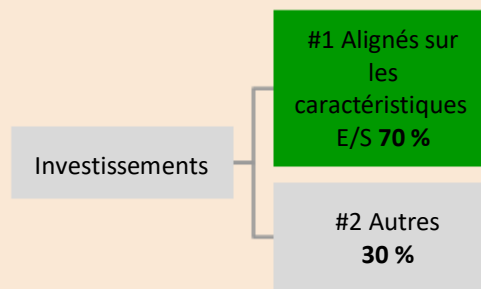 #1 Alignés sur
les
caractéristiques
E/S 70 %
Investissements
#2 Autres
30 %